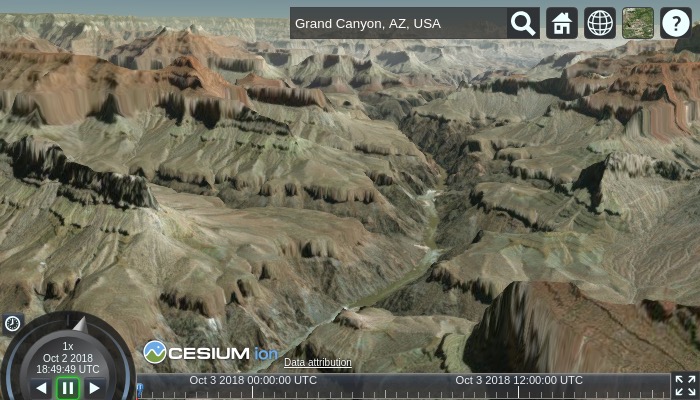 Grand Canyon, AZ, USA
?
1x
Oct 2 2018
18:49:49 UTC
CESIUM ion
Data attribution
Oct 3 2018 00:00:00 UTC
Oct 3 2018 12:00:00 UTC